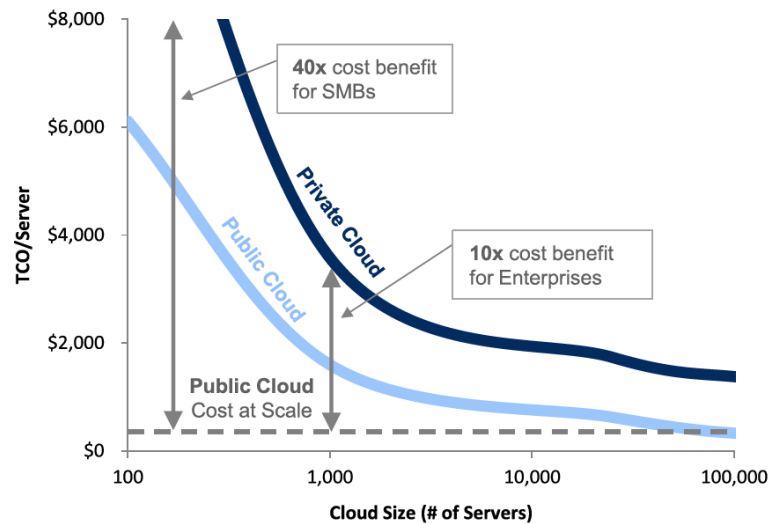 $8,000
$6,000
$4,000
$2,000
$0
TCO/Server
40x cost benefit
for SMBs
Private Cloud
Public Cloud
10x cost benefit
for Enterprises
Public Cloud
Cost at Scale
100
1,000
10,000
100,000
Cloud Size (# of Servers)